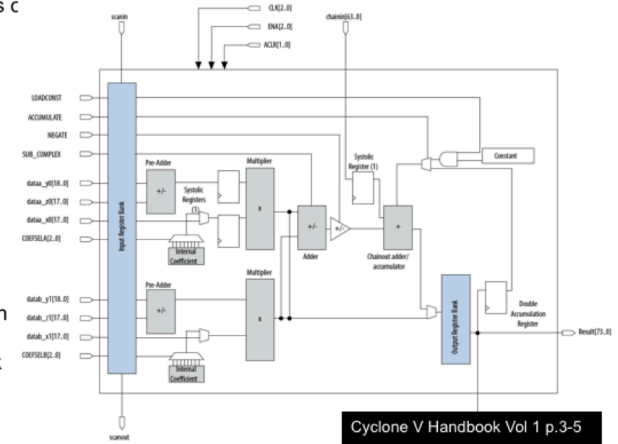 s c
scanin
CLK[2..0]
ENA[2..0]
ACLR[1..0]
chainin[63..0]
LOADCONST
ACCUMULATE
NEGATE
SUB_COMPLEX
dataa_y0[18..0]
dataa_z0[17..0]
dataa_x0[17..0]
COEFSELA[2..0]
datab_y1[18..0]
datab_z1[17..0]
datab_x1[17..0]
COEFSELB[2..0]
Input Register Bank
Pre-Adder
+/-
Systolic
Registers
(1)
Internal
Coefficient
Multiplier
x
Pre-Adder
+/-
Internal
Coefficient
Multiplier
x
+/-
Adder
+/-
Systolic
Register (1)
+
Chainout adder/
accumulator
Constant
Output Register Bank
Double
Accumulation
Register
Result[73..0]
scanout
Cyclone V Handbook Vol 1 p.3-5